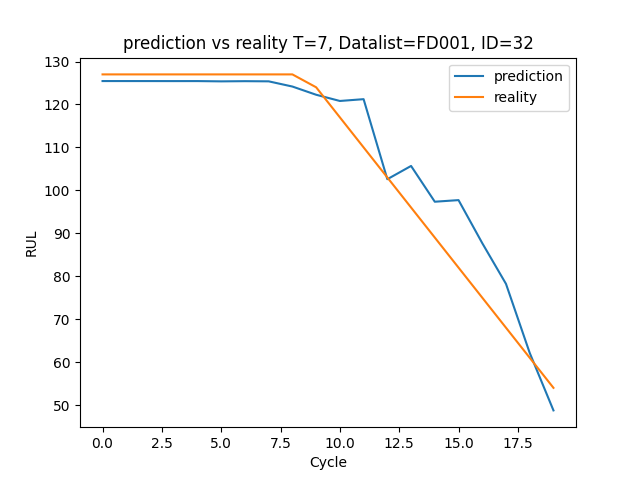 prediction vs reality T=7, Datalist=FD001, ID=32
prediction
reality
130
120
110
100
90
80
70
60
50
RUL
0.0 2.5 5.0 7.5 10.0 12.5 15.0 17.5
Cycle